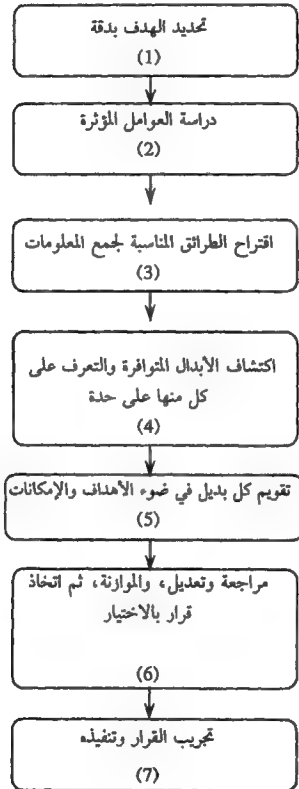 تحديد الهدف بدقة
(1)
دراسة العوامل المؤثرة
(2)
اقتراح الطرائق المناسبة لجمع المعلومات
(3)
اكتشاف الأبدال المتوافرة والتعرف على
كل منها على حدة
(4)
تقويم كل بديل في ضوء الأهداف والإمكانات
(5)
مراجعة وتعديل، والموازنة، ثم اتخاذ
قرار بالاختيار
(6)
تجريب القرار وتنفيذه
(7)